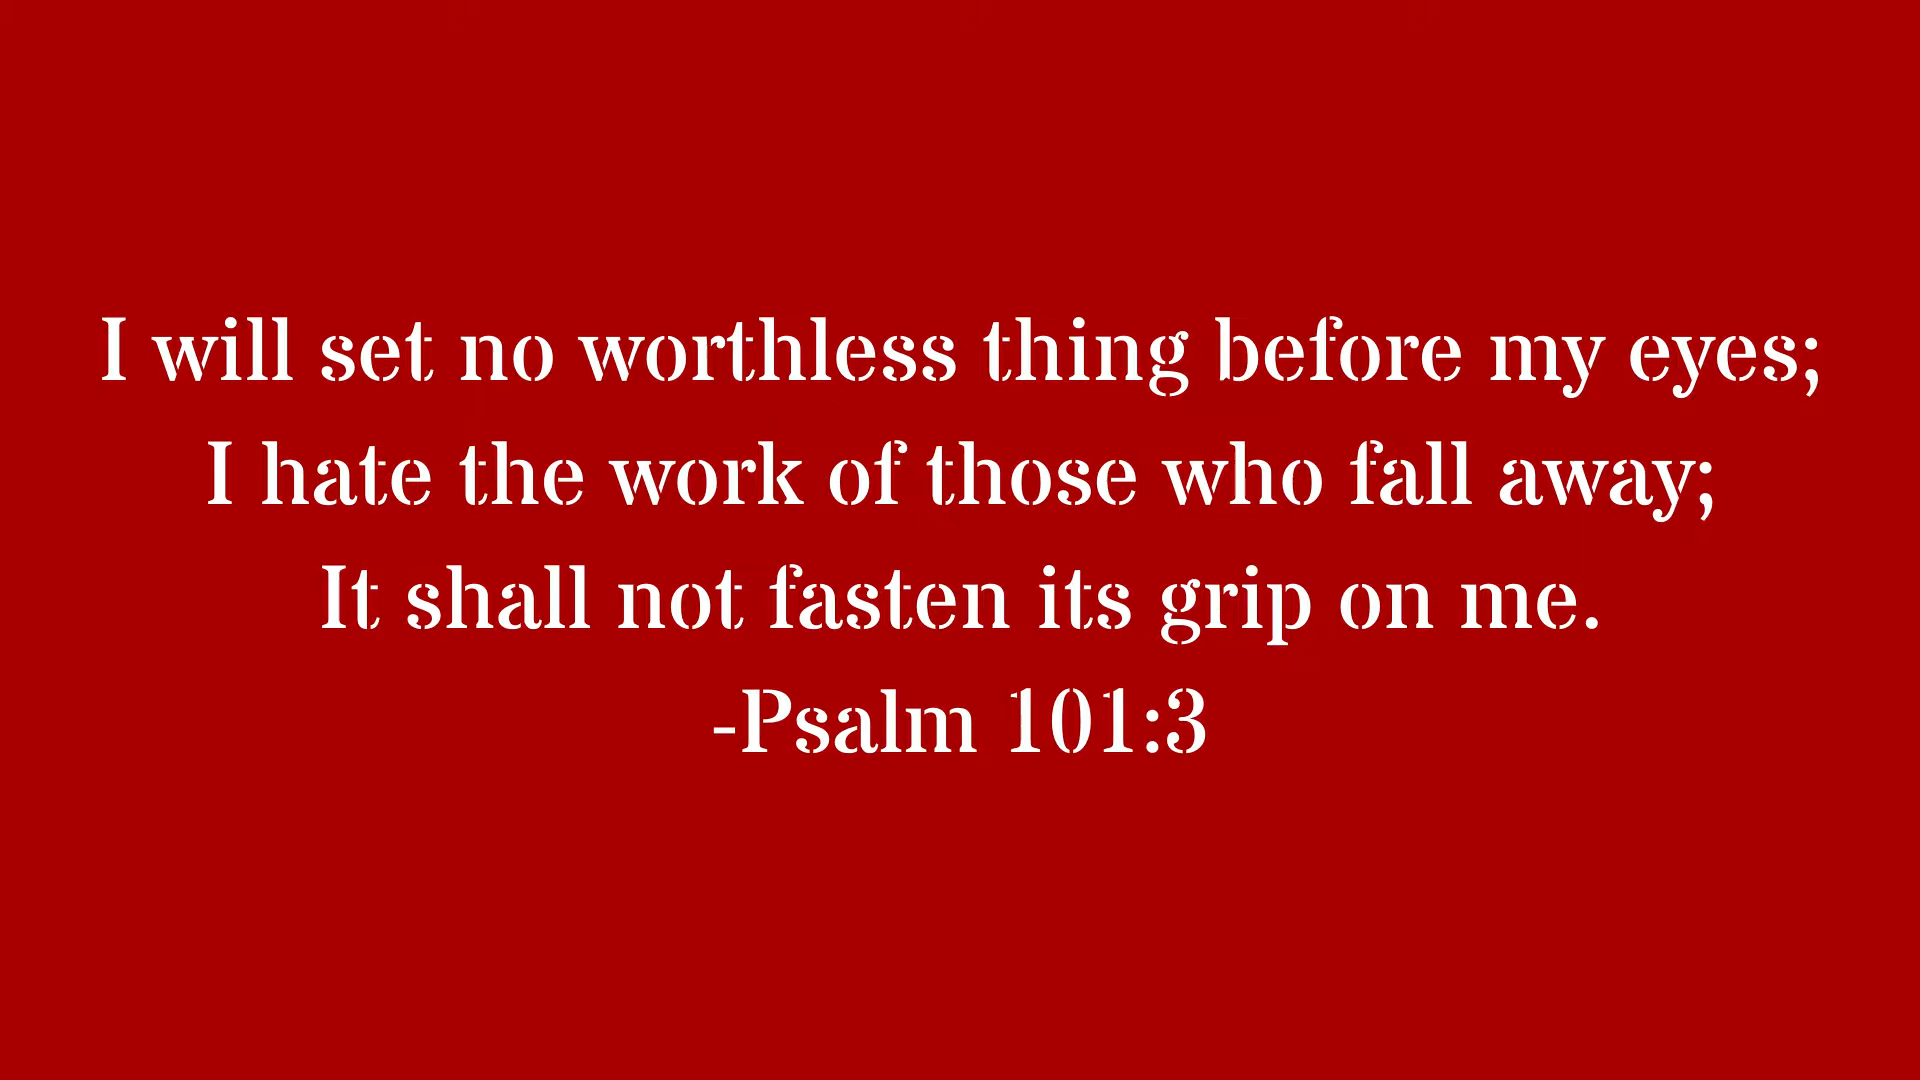 I will set no worthless thing before my eyes;
I hate the work of those who fall away;
It shall not fasten its grip on me.
-Psalm 101:3